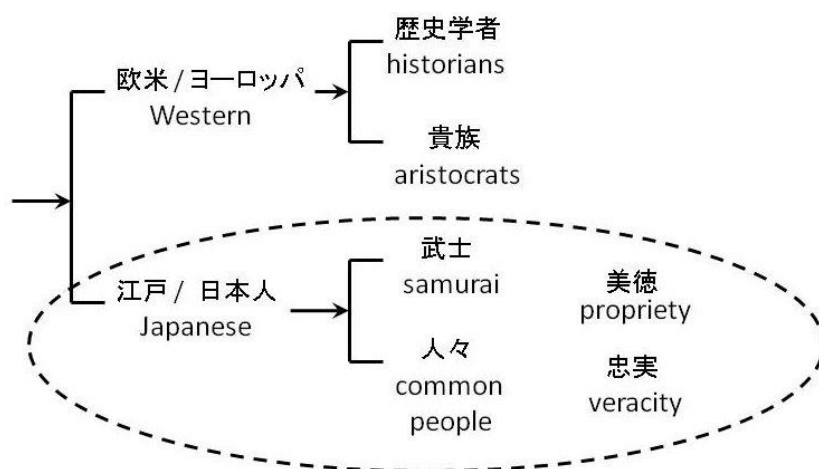 歴史学者
historians
欧米 / ヨーロッパ
Western
貴族
aristocrats
武士
samurai
美徳
propriety
江戸 / 日本人
Japanese
人々
common
people
忠実
veracity